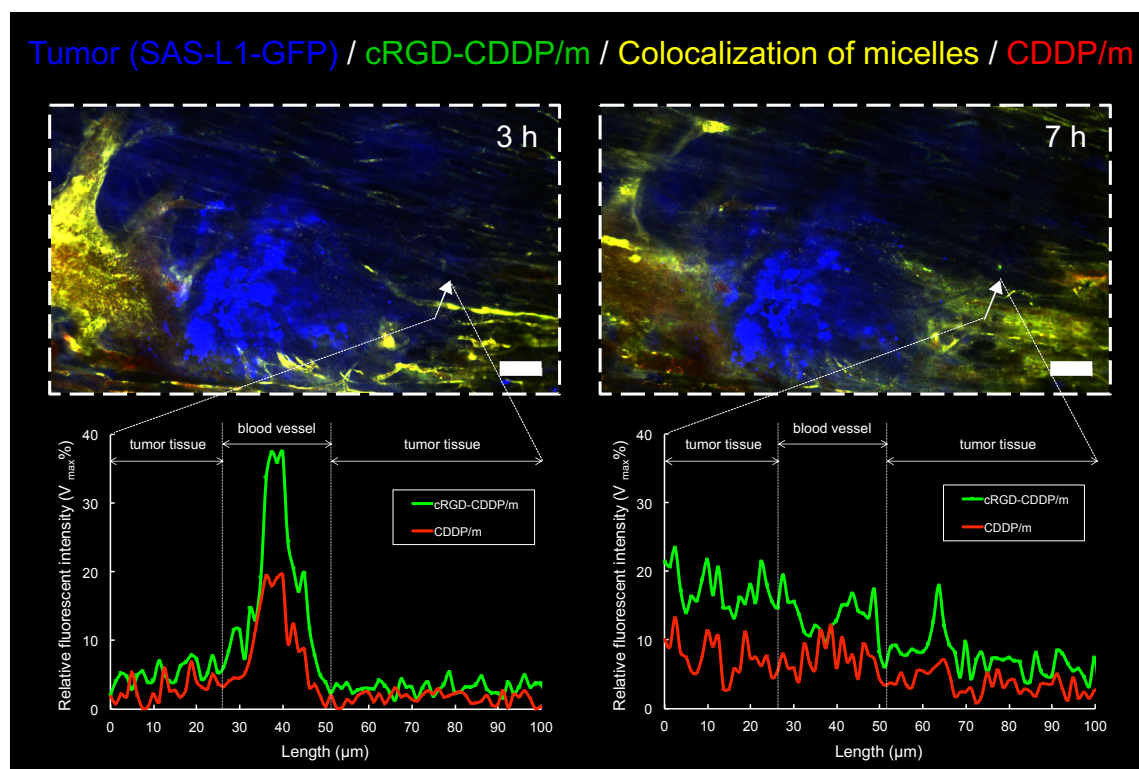 Tumor (SAS-L1-GFP) / cRGD-CDDP/m / Colocalization of micelles / CDDP/m
3 h
7 h
Relative fluorescent intensity (V max%)
40
30
20
10
0
tumor tissue
blood vessel
tumor tissue
cRGD-CDDP/m
CDDP/m
0 10 20 30 40 50 60 70 80 90 100
Length (µm)
Relative fluorescent intensity (V max%)
40
30
20
10
0
tumor tissue
blood vessel
tumor tissue
cRGD-CDDP/m
CDDP/m
0 10 20 30 40 50 60 70 80 90 100
Length (µm)